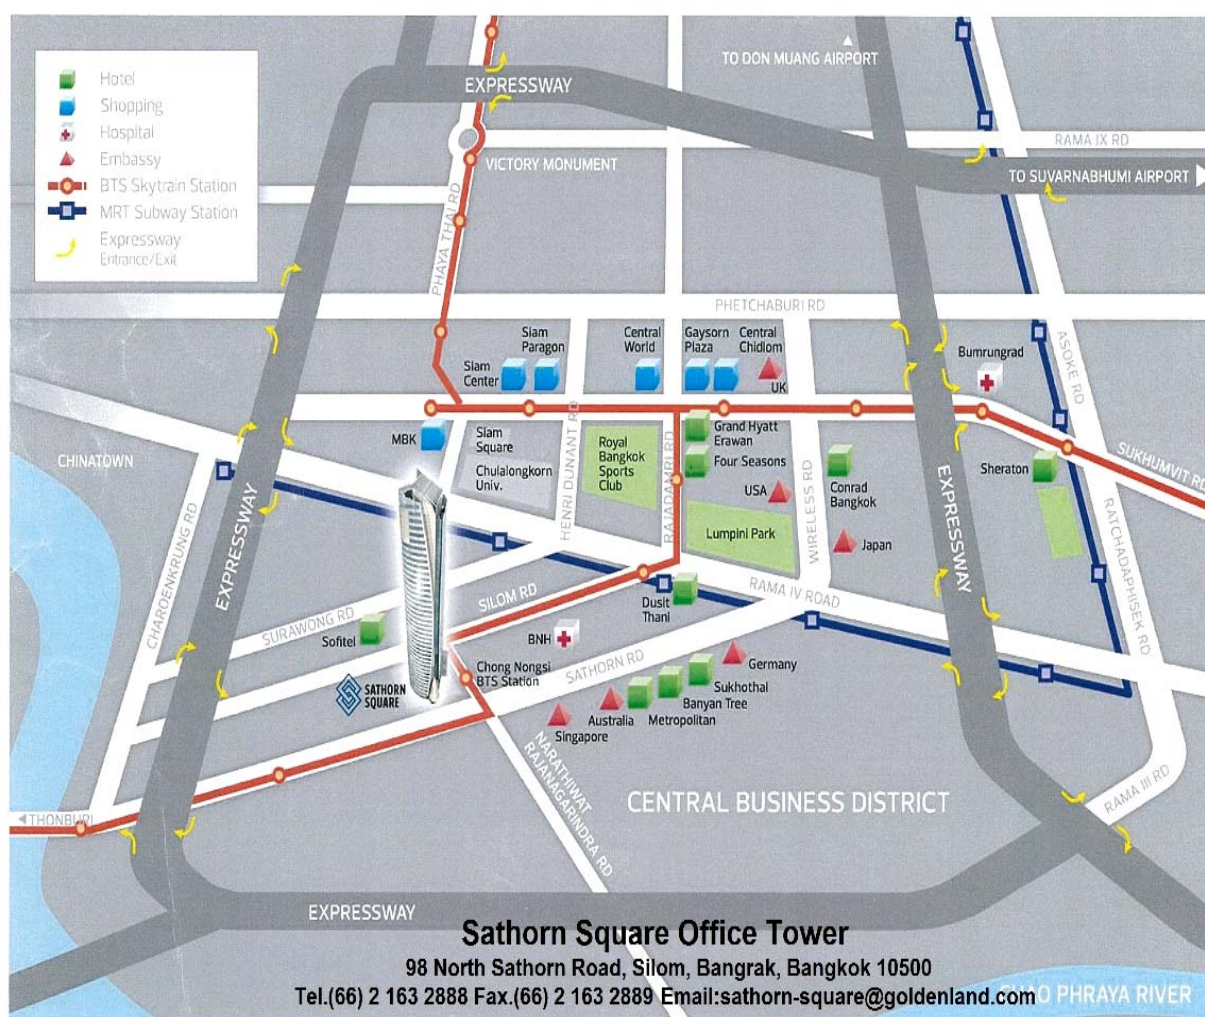 Hotel
Shopping
Hospital
Embassy
BTS Skytrain Station
MRT Subway Station
Expressway
Entrance/Exit
TO DON MUANG AIRPORT
EXPRESSWAY
RAMA IX RD
VICTORY MONUMENT
TO SUVARNABHUMI AIRPORT
PHAYA THAI RD
PHETCHABURI RD
ASOKE RD
Siam
Paragon
Central
World
Gaysorn
Plaza
Central
Chidlom
Siam
Center
UK
Bumrungrad
MBK
Siam
Square
Chulalongkorn
Univ.
HENRI DUNANT RD
Royal
Bangkok
Sports
Club
RAJADAMRI RD
Grand Hyatt
Erawan
Four Seasons
USA
WIRELESS RD
Conrad
Bangkok
Sheraton
SUKHUMVIT RD
CHINATOWN
CHAROENKRUNG RD
EXPRESSWAY
Lumpini Park
Japan
EXPRESSWAY
RATCHADAPHISEK RD
RAMA IV ROAD
SILOM RD
SURAWONG RD
Dusit
Thani
Sofitel
BNH
SATHORN RD
Chong Nongsi
BTS Station
SATHORN
SQUARE
Germany
Sukhothal
Banyan Tree
Metropolitan
Australia
Singapore
NARATHIWAT
RAJANAGARINDRA RD
CENTRAL BUSINESS DISTRICT
RAMA III RD
THONBURI
EXPRESSWAY
Sathorn Square Office Tower
98 North Sathorn Road, Silom, Bangrak, Bangkok 10500
Tel.(66) 2 163 2888 Fax.(66) 2 163 2889 Email:sathorn-square@goldenland.com
CHAO PHRAYA RIVER